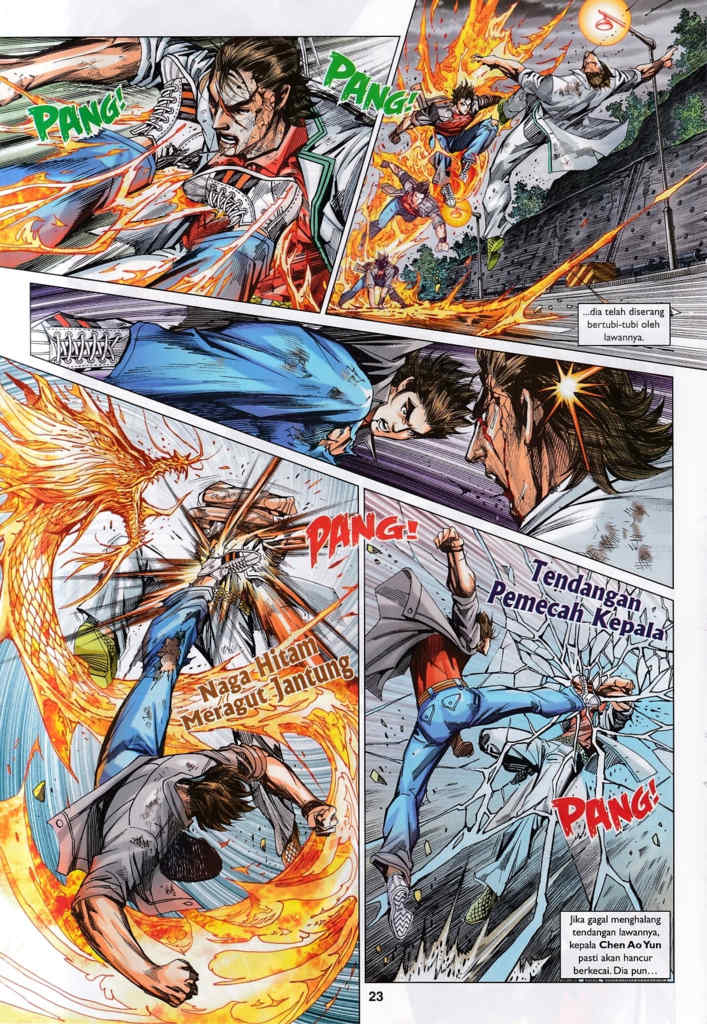 PANG!
PANG!
...dia telah diserang
bertubi-tubi oleh
lawannya.
PANG!
Naga Hitam
Meragut Jantung
Tendangan
Pemecah Kepala
PANG!
Jika gagal menghalang
tendangan lawannya,
kepala Chen Ao Yun
pasti akan hancur
berkecai. Dia pun...
23